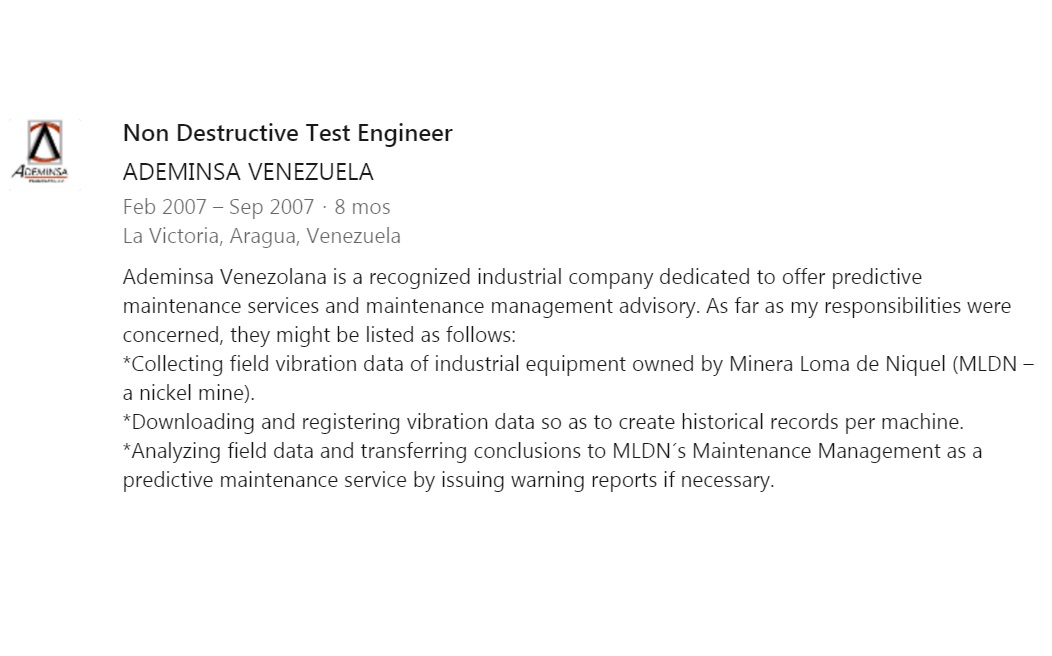 ADEMINSA
Non Destructive Test Engineer
ADEMINSA VENEZUELA
Feb 2007 – Sep 2007 · 8 mos
La Victoria, Aragua, Venezuela
Ademinsa Venezolana is a recognized industrial company dedicated to offer predictive
maintenance services and maintenance management advisory. As far as my responsibilities were
concerned, they might be listed as follows:
*Collecting field vibration data of industrial equipment owned by Minera Loma de Niquel (MLDN –
a nickel mine).
*Downloading and registering vibration data so as to create historical records per machine.
*Analyzing field data and transferring conclusions to MLDN´s Maintenance Management as a
predictive maintenance service by issuing warning reports if necessary.